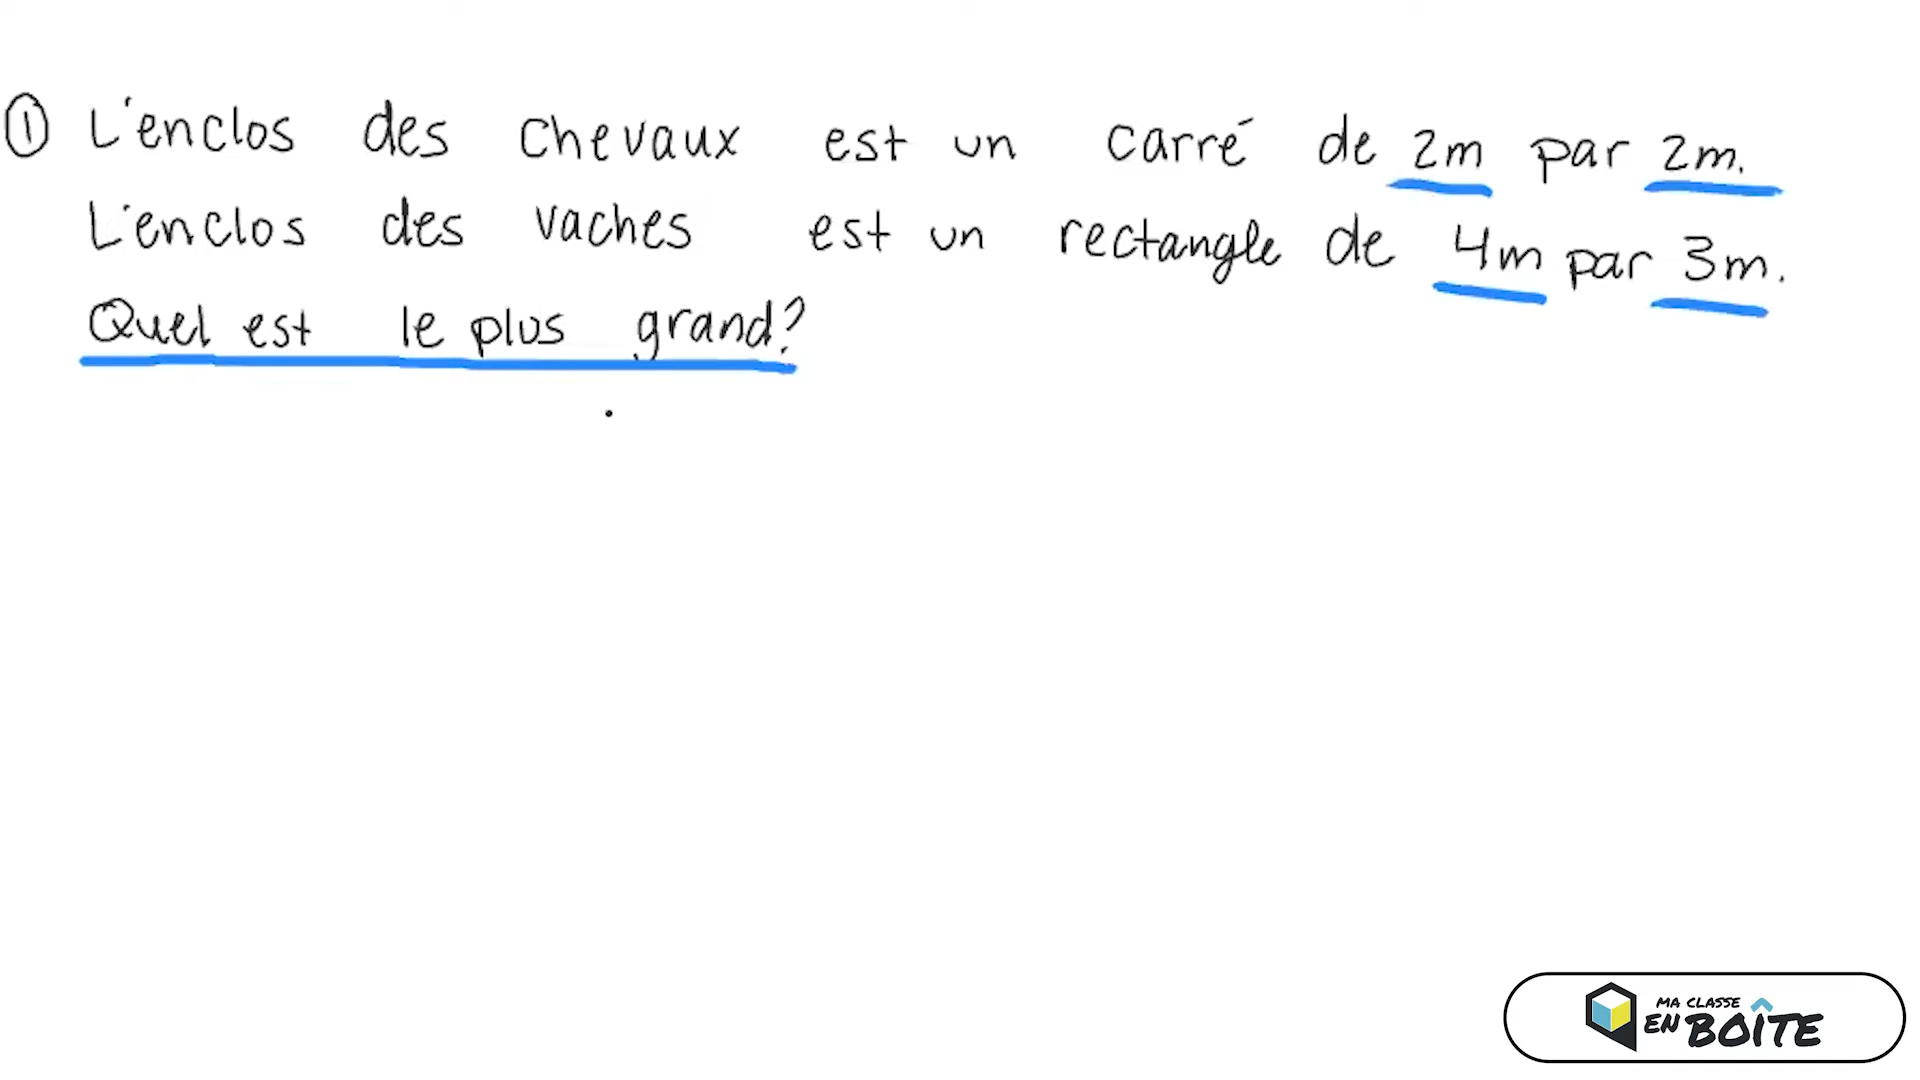 ① L'enclos des chevaux est un carré de 2m par 2m.
L'enclos des vaches est un rectangle de 4m par 3m.
Quel est le plus grand?
MA CLASSE
EN BOÎTE